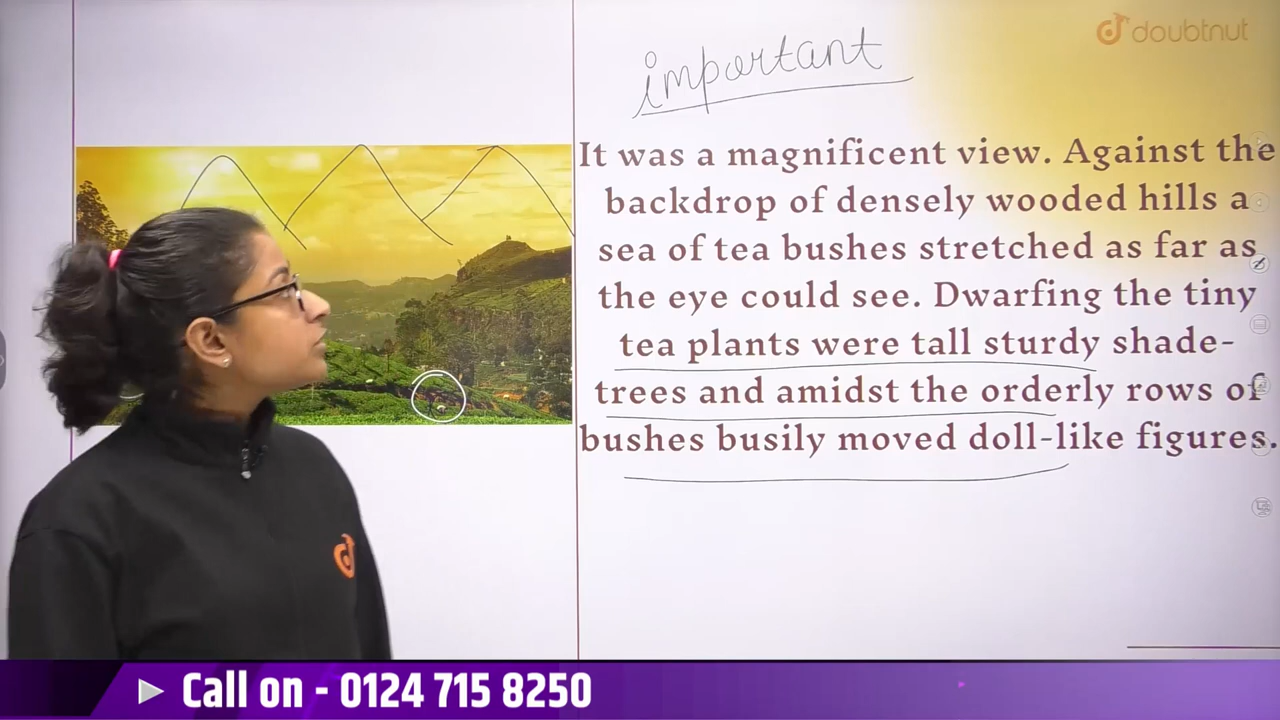 doubtnut
important
It was a magnificent view. Against the
backdrop of densely wooded hills a
sea of tea bushes stretched as far as
the eye could see. Dwarfing the tiny
tea plants were tall sturdy shade-
trees and amidst the orderly rows of
bushes busily moved doll-like figures.
Call on - 0124 715 8250